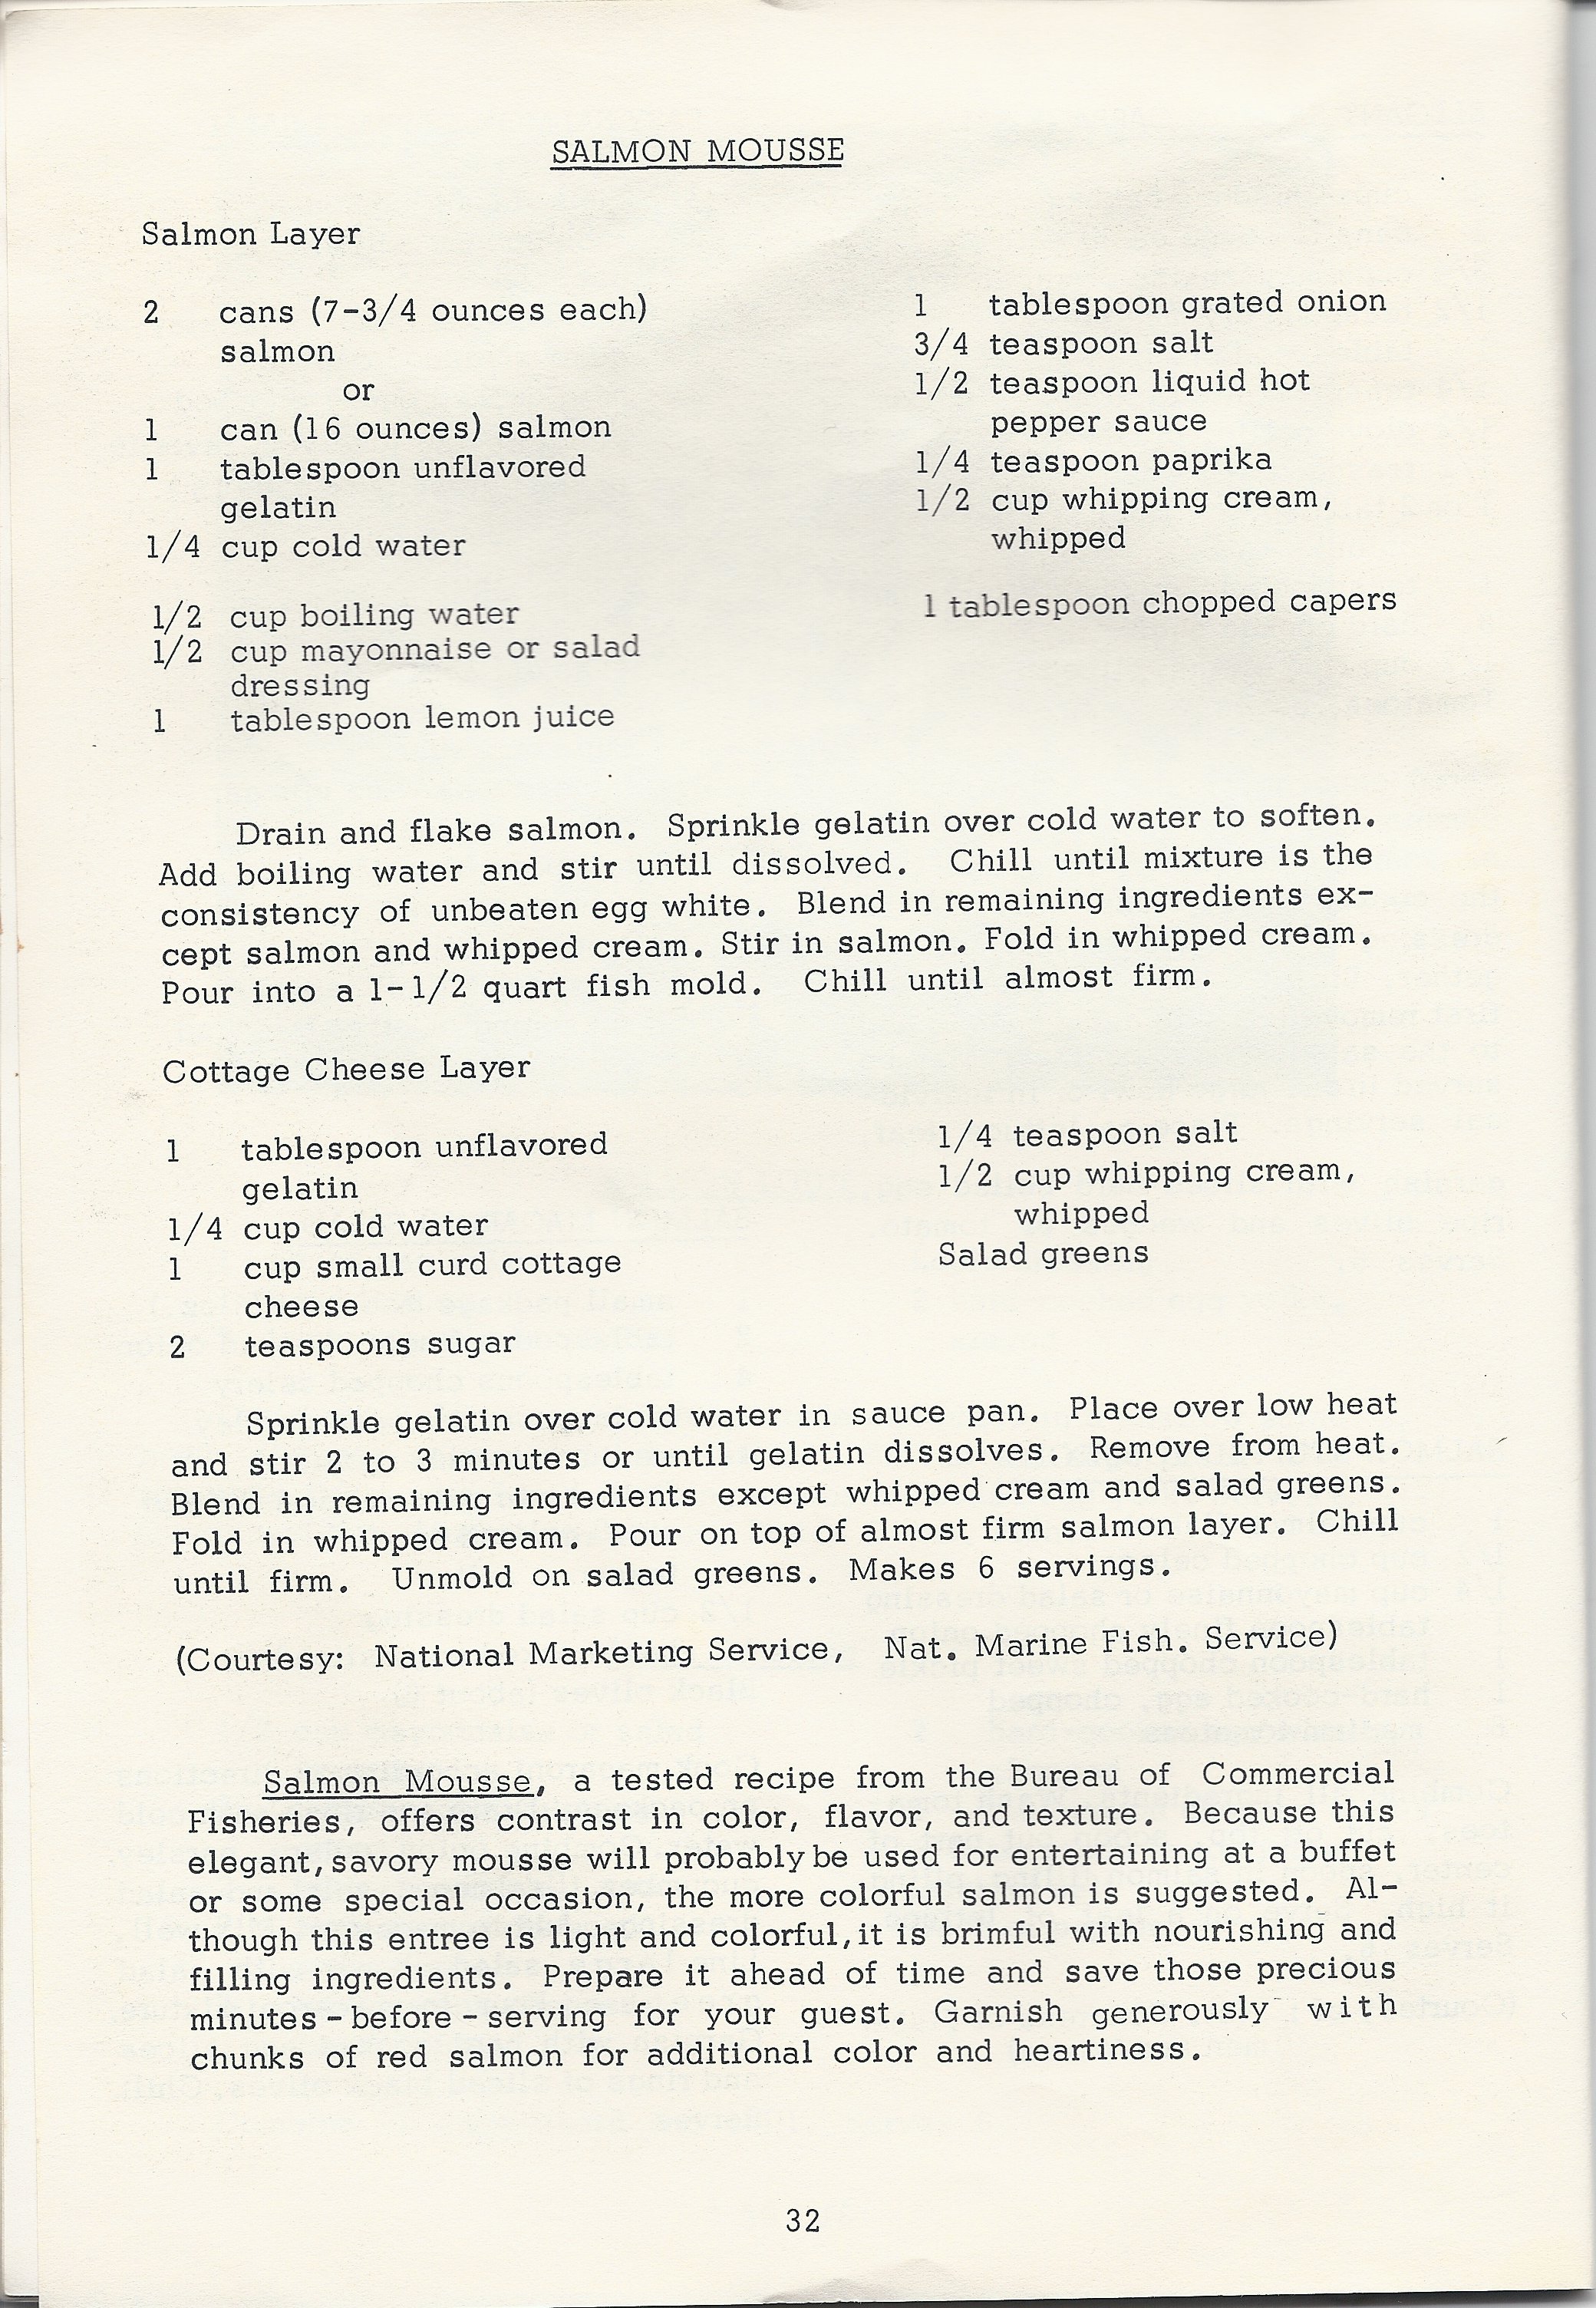 SALMON MOUSSE
Salmon Layer
2 cans (7-3/4 ounces each)
salmon
or
1 can (16 ounces) salmon
1 tablespoon unflavored
gelatin
1/4 cup cold water
1/2 cup boiling water
1/2 cup mayonnaise or salad
dressing
1 tablespoon lemon juice
1 tablespoon grated onion
3/4 teaspoon salt
1/2 teaspoon liquid hot
pepper sauce
1/4 teaspoon paprika
1/2 cup whipping cream,
whipped
1 tablespoon chopped capers
Drain and flake salmon. Sprinkle gelatin over cold water to soften.
Add boiling water and stir until dissolved. Chill until mixture is the
consistency of unbeaten egg white. Blend in remaining ingredients ex-
cept salmon and whipped cream. Stir in salmon. Fold in whipped cream.
Pour into a 1-1/2 quart fish mold. Chill until almost firm.
Cottage Cheese Layer
1 tablespoon unflavored
gelatin
1/4 cup cold water
1 cup small curd cottage
cheese
2 teaspoons sugar
1/4 teaspoon salt
1/2 cup whipping cream,
whipped
Salad greens
Sprinkle gelatin over cold water in sauce pan. Place over low heat
and stir 2 to 3 minutes or until gelatin dissolves. Remove from heat.
Blend in remaining ingredients except whipped cream and salad greens.
Fold in whipped cream. Pour on top of almost firm salmon layer. Chill
until firm. Unmold on salad greens. Makes 6 servings.
(Courtesy: National Marketing Service, Nat. Marine Fish. Service)
Salmon Mousse, a tested recipe from the Bureau of Commercial
Fisheries, offers contrast in color, flavor, and texture. Because this
elegant, savory mousse will probably be used for entertaining at a buffet
or some special occasion, the more colorful salmon is suggested. Al-
though this entree is light and colorful, it is brimful with nourishing and
filling ingredients. Prepare it ahead of time and save those precious
minutes-before-serving for your guest. Garnish generously with
chunks of red salmon for additional color and heartiness.
32